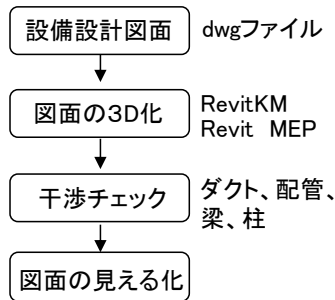 設備設計図面 dwgファイル
図面の3D化 RevitKM
Revit MEP
干渉チェック ダクト、配管、
梁、柱
図面の見える化